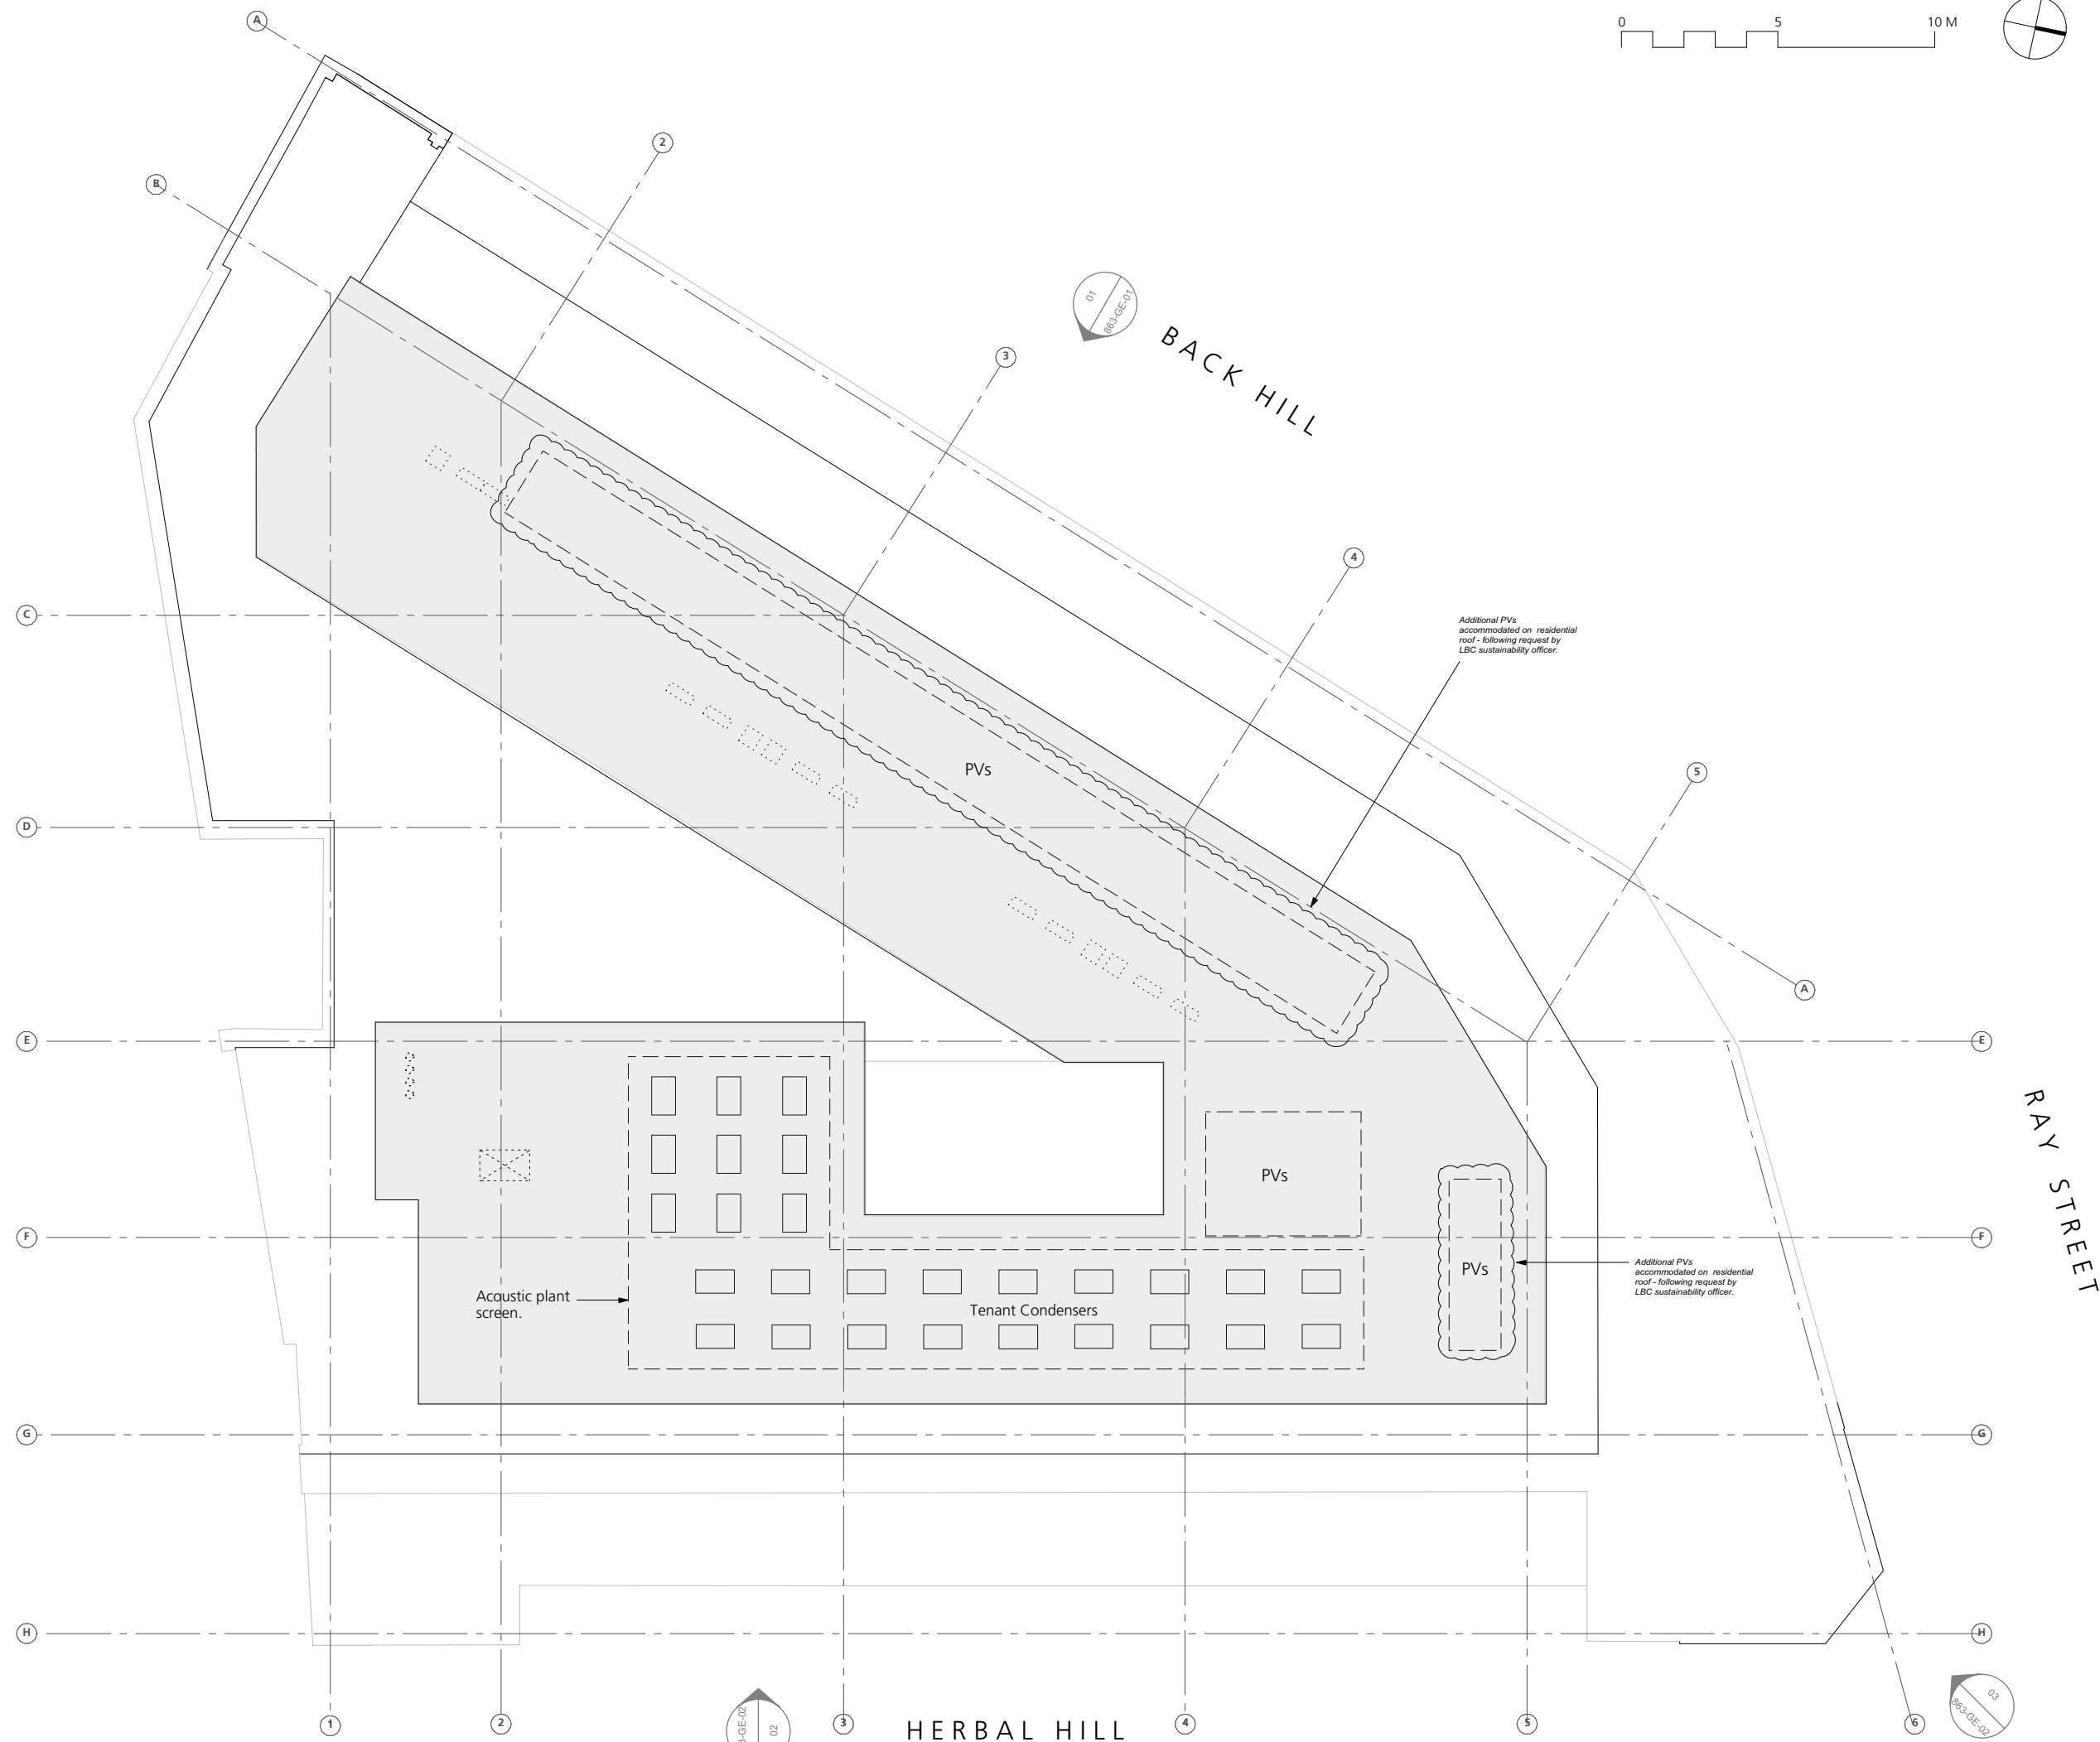 A
0 5 10 M
2
B
01
863-GE-01
BACK HILL
3
4
C
Additional PVs
accommodated on residential
roof - following request by
LBC sustainability officer.
PVs
5
D
A
E
E
RAY STREET
PVs
F
F
PVs
Additional PVs
accommodated on residential
roof - following request by
LBC sustainability officer.
Acoustic plant
screen.
Tenant Condensers
G
G
H
H
03
863-GE-02
02
1
2
3
4
5
6
HERBAL HILL